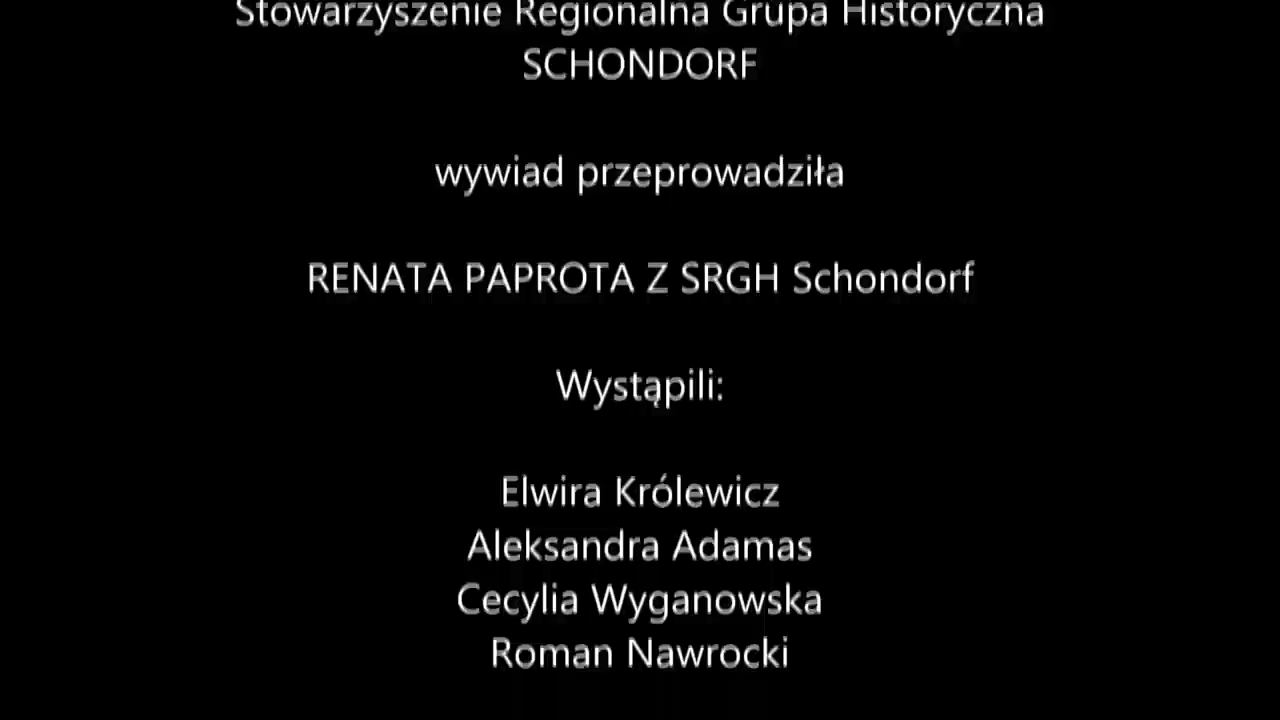 Stowarzyszenie Regionalna Grupa Historyczna
SCHONDORF
wywiad przeprowadziła
RENATA PAPROTA Z SRGH Schondorf
Wystąpili:
Elwira Królewicz
Aleksandra Adamas
Cecylia Wyganowska
Roman Nawrocki